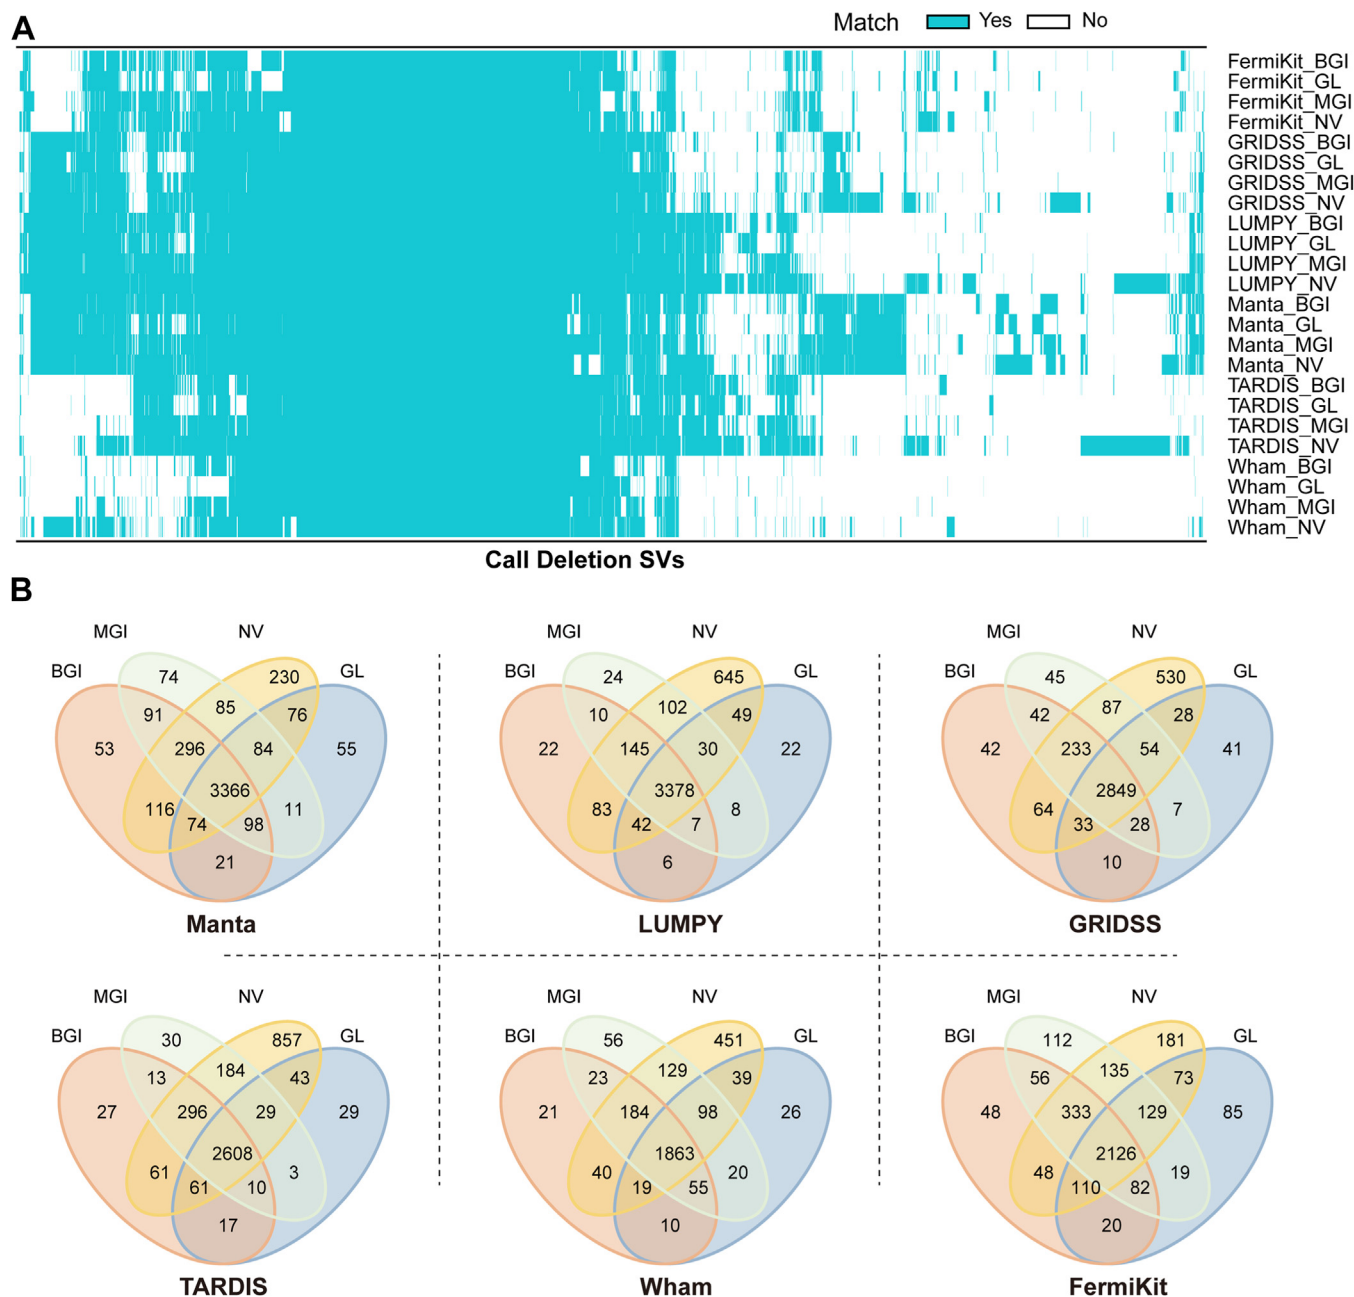 A
Match Yes No
FermiKit_BGI
FermiKit_GL
FermiKit_MGI
FermiKit_NV
GRIDSS_BGI
GRIDSS_GL
GRIDSS_MGI
GRIDSS_NV
LUMPY_BGI
LUMPY_GL
LUMPY_MGI
LUMPY_NV
Manta_BGI
Manta_GL
Manta_MGI
Manta_NV
TARDIS_BGI
TARDIS_GL
TARDIS_MGI
TARDIS_NV
Wham_BGI
Wham_GL
Wham_MGI
Wham_NV
Call Deletion SVs
B
MGI NV
BGI GL
74 230
91 85 76
53 296 84 55
3366
116 74 98 11
21
Manta
MGI NV
BGI GL
24 645
10 102 49
22 145 30 22
3378
83 42 7 8
6
LUMPY
MGI NV
BGI GL
45 530
42 87 28
42 233 54 41
2849
64 33 28 7
10
GRIDSS
MGI NV
BGI GL
30 857
13 184 43
27 296 29 29
2608
61 61 10 3
17
TARDIS
MGI NV
BGI GL
56 451
23 129 39
21 184 98 26
1863
40 19 55 20
10
Wham
MGI NV
BGI GL
112 181
56 135 73
48 333 129 85
2126
48 110 82 19
20
FermiKit